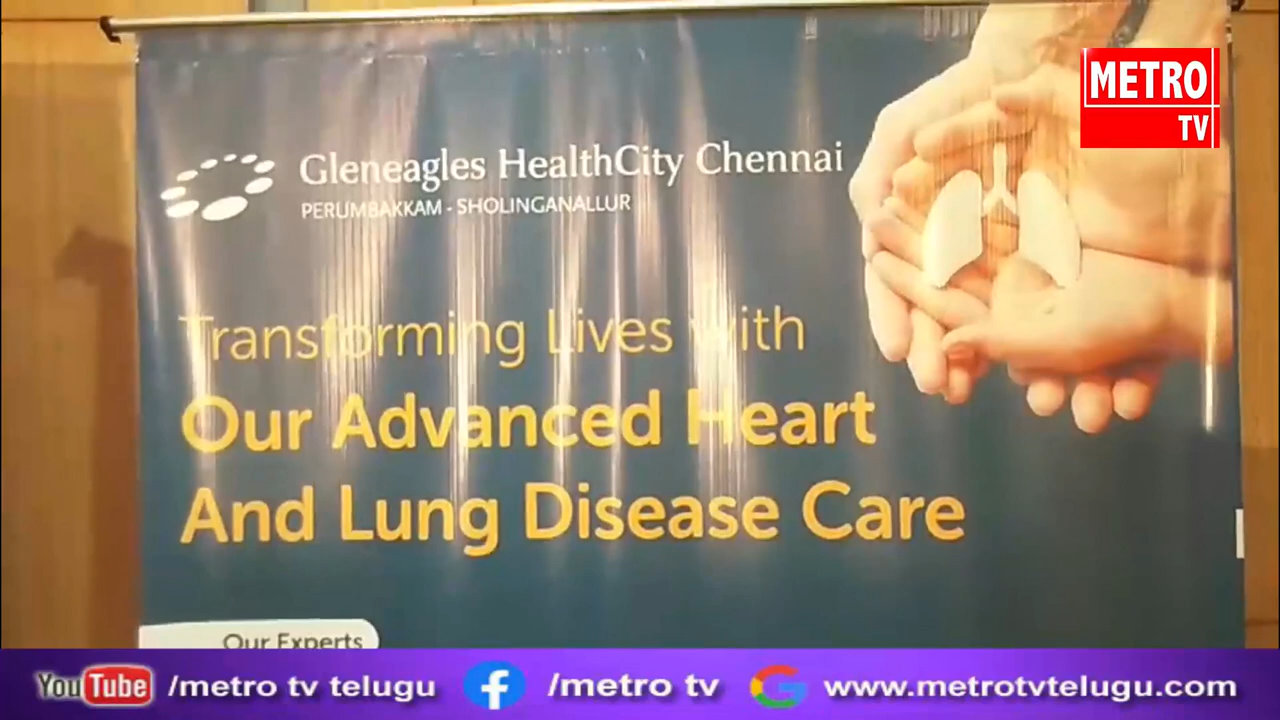 METRO
TV
Gleneagles HealthCity Chennai
PERUMBAKKAM - SHOLINGANALLUR
Transforming Lives with
Our Advanced Heart
And Lung Disease Care
Our Experts
YouTube /metro tv telugu f /metro tv G www.metrotvtelugu.com